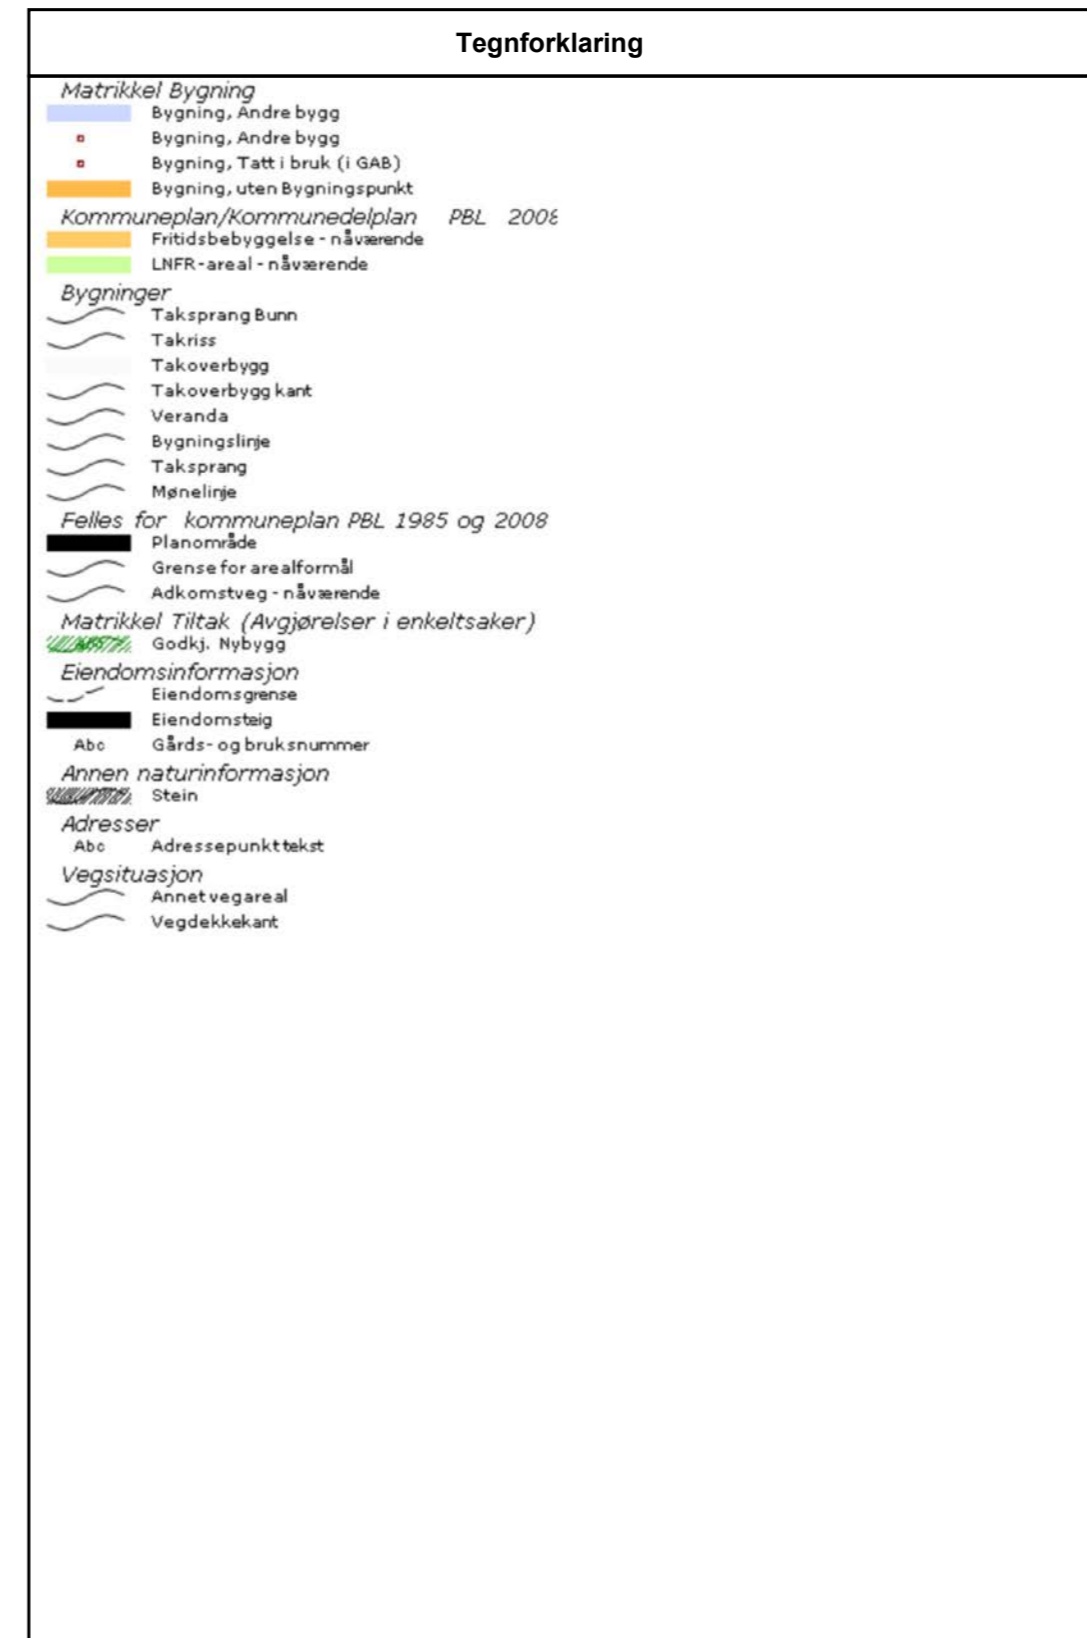 Tegnforklaring
Matrikkel Bygning
Bygning, Andre bygg
Bygning, Andre bygg
Bygning, Tatt i bruk (i GAB)
Bygning, uten Bygningspunkt
Kommuneplan/Kommunedelplan PBL 2008
Fritidsbebyggelse - nåværende
LNFR-areal - nåværende
Bygninger
Taksprang Bunn
Takriss
Takoverbygg
Takoverbygg kant
Veranda
Bygningslinje
Taksprang
Mønelinje
Felles for kommuneplan PBL 1985 og 2008
Planområde
Grense for arealformål
Adkomstveg - nåværende
Matrikkel Tiltak (Avgjørelser i enkeltsaker)
Godkj. Nybygg
Eiendomsinformasjon
Eiendomsgrense
Eiendomsteig
Abc Gårds- og bruksnummer
Annen naturinformasjon
Stein
Adresser
Abc Adressepunkttekst
Vegsituasjon
Annet vegareal
Vegdekkekant